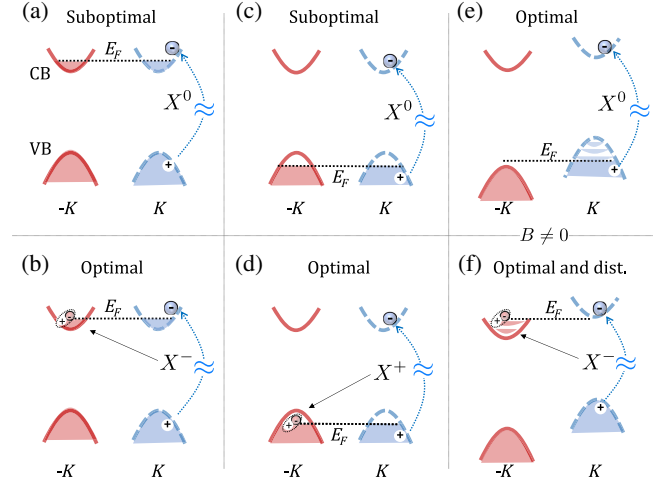 (a) Suboptimal
E_F
CB
X^0
VB
-K K
(c) Suboptimal
X^0
E_F
-K K
(e) Optimal
X^0
E_F
-K K
B ≠ 0
(b) Optimal
E_F
+ -
-
X^-
+
-K K
(d) Optimal
-
X^+
+ -
E_F
+
-K K
(f) Optimal and dist.
E_F
+ -
-
X^-
+
-K K